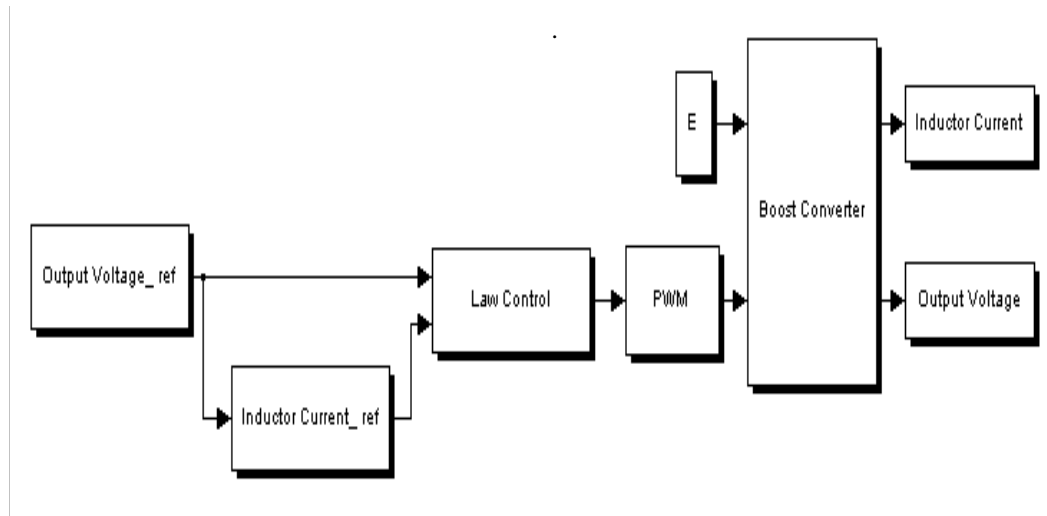 E
Inductor Current
Boost Converter
Output Voltage_ ref
Law Control
PWM
Output Voltage
Inductor Current_ ref